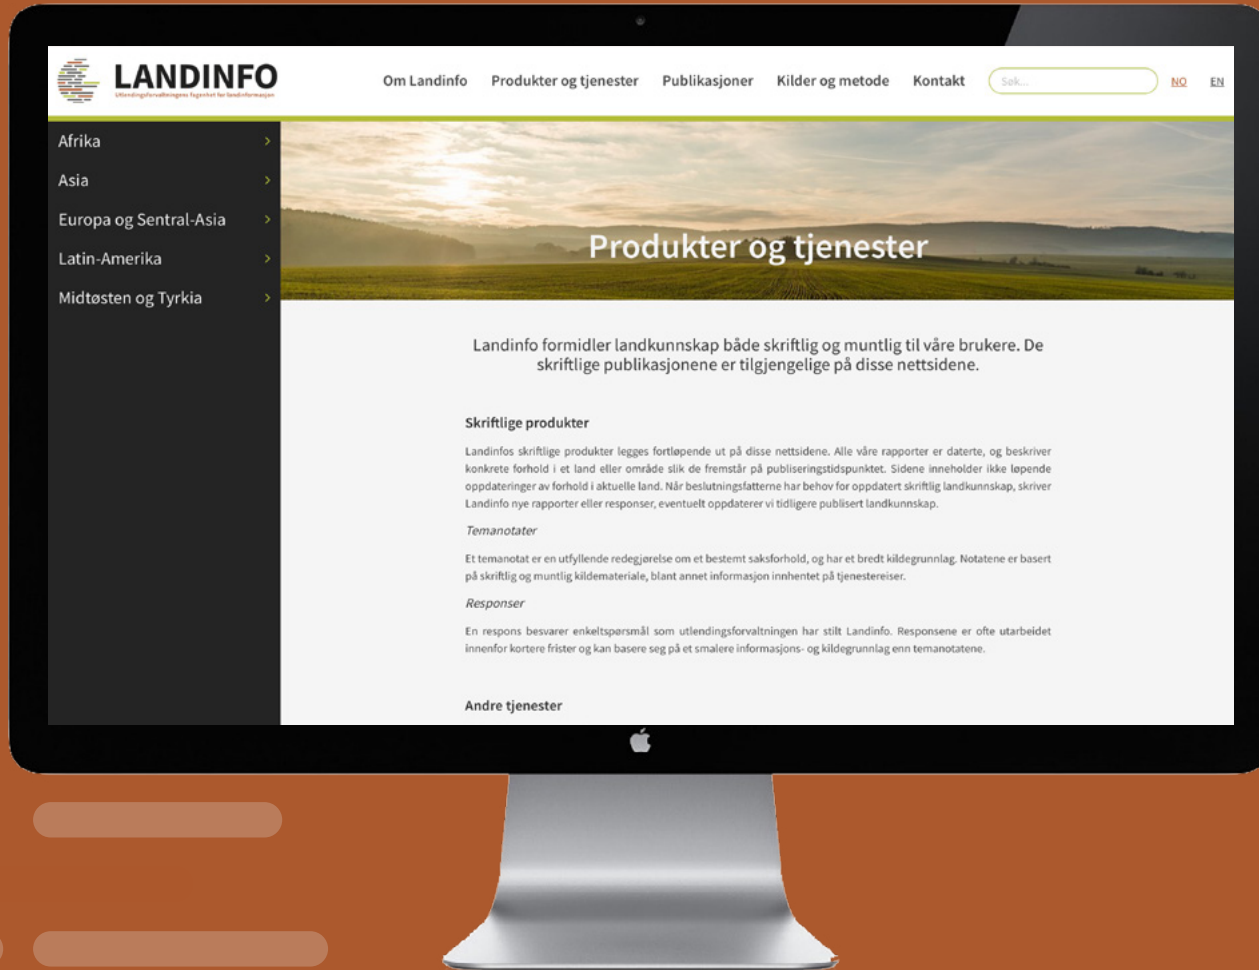 LANDINFO
Utlendingsforvaltningens fagenhet for landinformasjon
Om Landinfo Produkter og tjenester Publikasjoner Kilder og metode Kontakt Søk... NO EN
Afrika
Asia
Europa og Sentral-Asia
Latin-Amerika
Midtøsten og Tyrkia
Produkter og tjenester
Landinfo formidler landkunnskap både skriftlig og muntlig til våre brukere. De
skriftlige publikasjonene er tilgjengelige på disse nettsidene.
Skriftlige produkter
Landinfos skriftlige produkter legges fortløpende ut på disse nettsidene. Alle våre rapporter er daterte, og beskriver
konkrete forhold i et land eller område slik de fremstår på publiseringstidspunktet. Sidene inneholder ikke løpende
oppdateringer av forhold i aktuelle land. Når beslutningsfatterne har behov for oppdatert skriftlig landkunnskap, skriver
Landinfo nye rapporter eller responser, eventuelt oppdaterer vi tidligere publisert landkunnskap.
Temanotater
Et temanotat er en utfyllende redegjørelse om et bestemt saksforhold, og har et bredt kildegrunnlag. Notatene er basert
på skriftlig og muntlig kildemateriale, blant annet informasjon innhentet på tjenestereiser.
Responser
En respons besvarer enkeltspørsmål som utlendingsforvaltningen har stilt Landinfo. Responsene er ofte utarbeidet
innenfor kortere frister og kan basere seg på et smalere informasjons- og kildegrunnlag enn temanotatene.
Andre tjenester